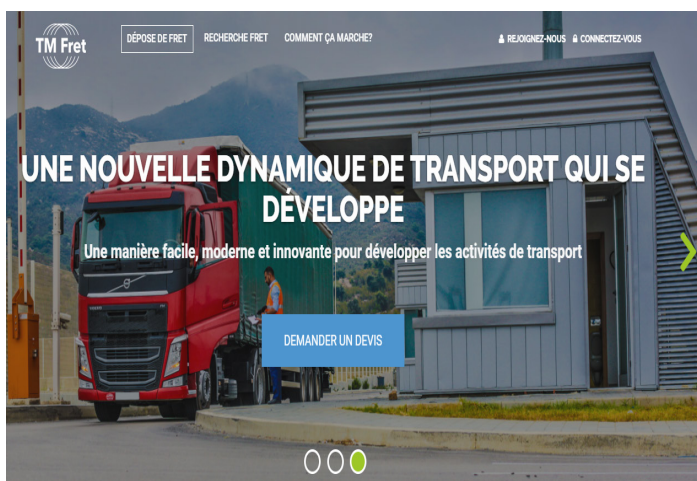 TM Fret
DÉPOSE DE FRET
RECHERCHE FRET
COMMENT ÇA MARCHE?
REJOIGNEZ-NOUS
CONNECTEZ-VOUS
UNE NOUVELLE DYNAMIQUE DE TRANSPORT QUI SE
DÉVELOPPE
Une manière facile, moderne et innovante pour développer les activités de transport
DEMANDER UN DEVIS